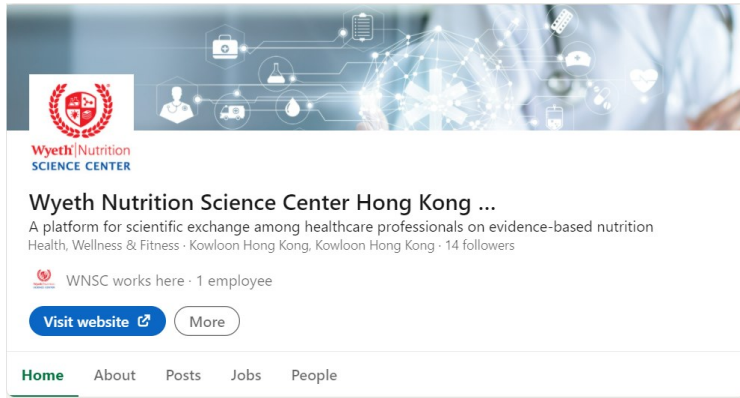 Wyeth | Nutrition
SCIENCE CENTER
Wyeth Nutrition Science Center Hong Kong ...
A platform for scientific exchange among healthcare professionals on evidence-based nutrition
Health, Wellness & Fitness · Kowloon Hong Kong, Kowloon Hong Kong · 14 followers
WNSC works here · 1 employee
Visit website
More
Home About Posts Jobs People